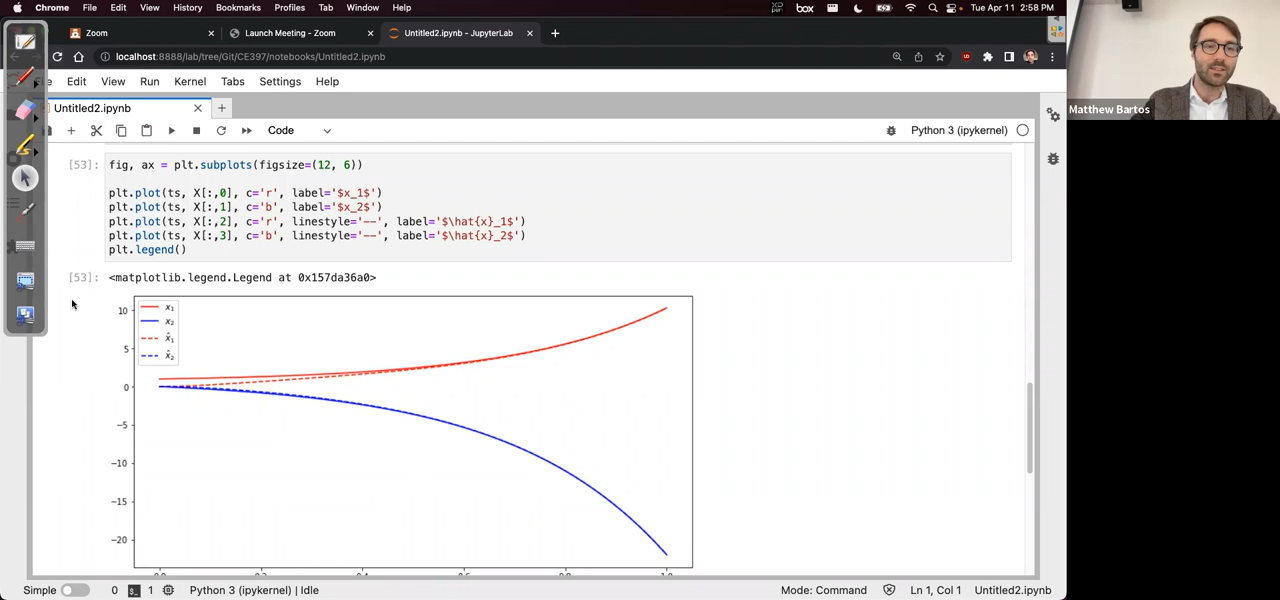 Chrome File Edit View History Bookmarks Profiles Tab Window Help box Tue Apr 11 2:58 PM
Zoom Launch Meeting - Zoom Untitled2.ipynb - JupyterLab
localhost:8888/lab/tree/Git/CE397/notebooks/Untitled2.ipynb
Edit View Run Kernel Tabs Settings Help
Untitled2.ipynb
Code Python 3 (ipykernel)
Matthew Bartos
[53]: fig, ax = plt.subplots(figsize=(12, 6))
plt.plot(ts, X[:,0], c='r', label='$x_1$')
plt.plot(ts, X[:,1], c='b', label='$x_2$')
plt.plot(ts, X[:,2], c='r', linestyle='--', label='$\hat{x}_1$')
plt.plot(ts, X[:,3], c='b', linestyle='--', label='$\hat{x}_2$')
plt.legend()
[53]: <matplotlib.legend.Legend at 0x157da36a0>
x₁
x₂
x̂₁
x̂₂
10
5
0
−5
−10
−15
−20
Simple 0 1 Python 3 (ipykernel) | Idle Mode: Command Ln 1, Col 1 Untitled2.ipynb